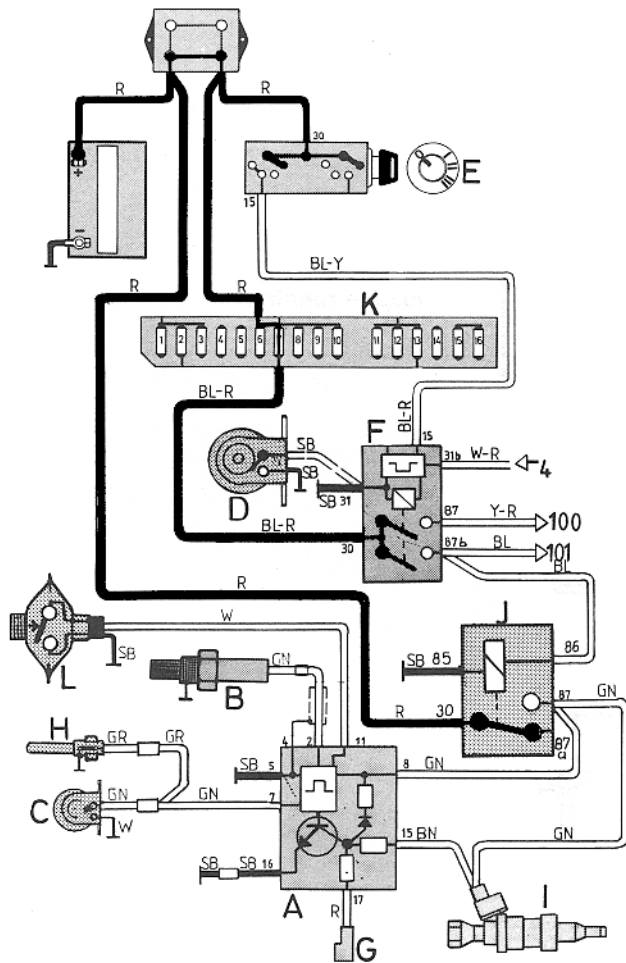 R
R
30
E
+
−
15
BL-Y
R
R
K
1
2
3
4
5
6
8
9
10
11
12
13
14
15
16
BL-R
BL-R
F
15
SB
31b
W-R
4
SB
SB
31
D
87
Y-R
100
BL-R
30
87b
BL
101
BL
R
J
W
L
SB
86
SB
85
B
GN
87
GN
R
30
87
a
H
GR
GR
4
2
11
SB
5
8
GN
C
GN
GN
7
W
15
BN
GN
SB
SB
16
A
17
R
I
G